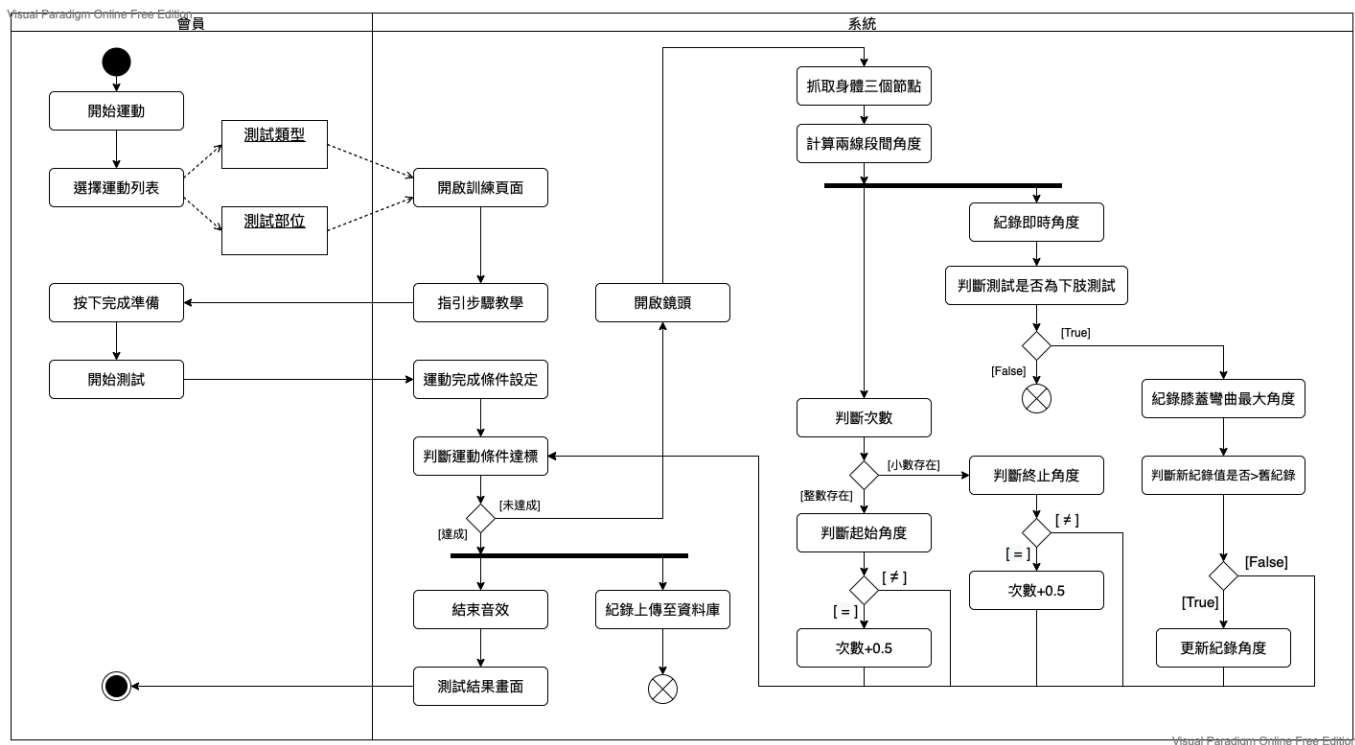 Visual Paradigm Online Free Edition
會員
系統
開始運動
選擇運動列表
測試類型
測試部位
開啟訓練頁面
指引步驟教學
按下完成準備
開始測試
運動完成條件設定
判斷運動條件達標
[未達成]
[達成]
結束音效
測試結果畫面
紀錄上傳至資料庫
開啟鏡頭
抓取身體三個節點
計算兩線段間角度
紀錄即時角度
判斷測試是否為下肢測試
[True]
[False]
紀錄膝蓋彎曲最大角度
判斷新紀錄值是否>舊紀錄
[False]
[True]
更新紀錄角度
判斷次數
[小數存在]
[整數存在]
判斷終止角度
[ ≠ ]
[ = ]
次數+0.5
判斷起始角度
[ ≠ ]
[ = ]
次數+0.5
Visual Paradigm Online Free Edition